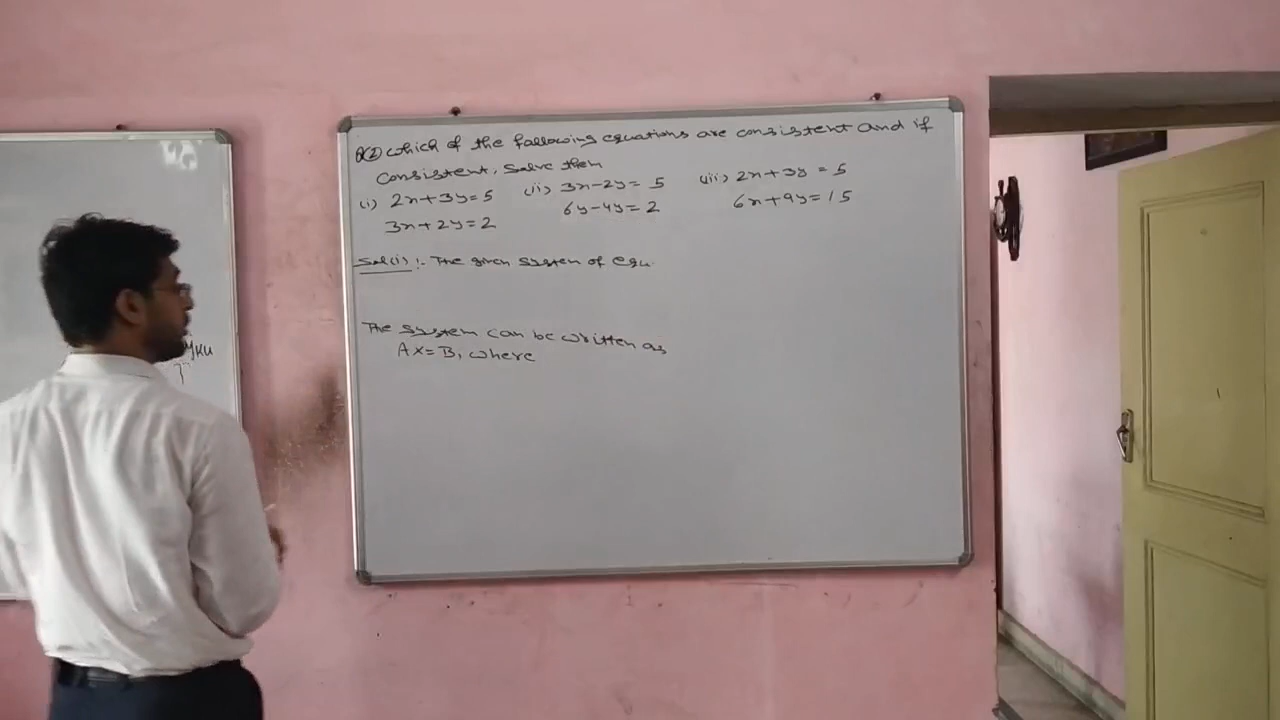 Q(2) Which of the following equations are consistent and if
consistent, solve them
(i) 2x+3y=5 (ii) 3x-2y=5 (iii) 2x+3y=5
3x+2y=2 6y-4y=2 6x+9y=15
Sol(i):- The given system of equ.
The system can be written as
AX=B, where